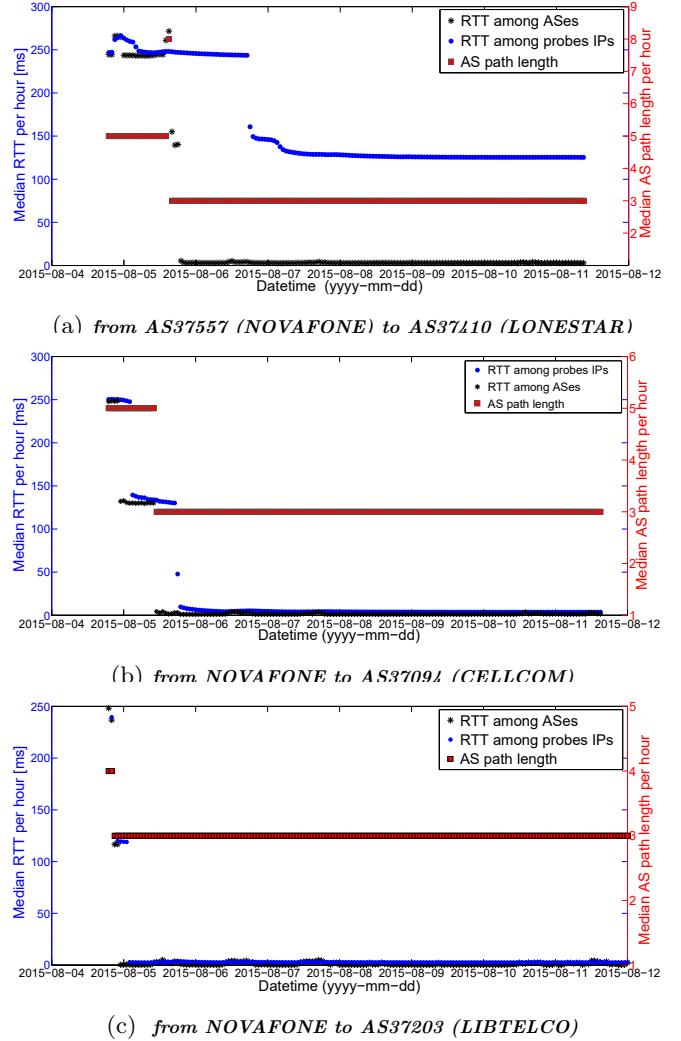 300
250
200
150
100
50
0
Median RTT per hour [ms]
RTT among ASes
RTT among probes IPs
AS path length
9
8
7
6
5
4
3
2
1
Median AS path length per hour
2015−08−04 2015−08−05 2015−08−06 2015−08−07 2015−08−08 2015−08−09 2015−08−10 2015−08−11 2015−08−12
Datetime (yyyy−mm−dd)
(a) from AS37557 (NOVAFONE) to AS37410 (LONESTAR)
300
250
200
150
100
50
0
Median RTT per hour [ms]
RTT among probes IPs
RTT among ASes
AS path length
6
5
4
3
2
1
Median AS path length per hour
2015−08−04 2015−08−05 2015−08−06 2015−08−07 2015−08−08 2015−08−09 2015−08−10 2015−08−11 2015−08−12
Datetime (yyyy−mm−dd)
(b) from NOVAFONE to AS37094 (CELLCOM)
250
200
150
100
50
0
Median RTT per hour [ms]
RTT among ASes
RTT among probes IPs
AS path length
5
4
3
2
1
Median AS path length per hour
2015−08−04 2015−08−05 2015−08−06 2015−08−07 2015−08−08 2015−08−09 2015−08−10 2015−08−11 2015−08−12
Datetime (yyyy−mm−dd)
(c) from NOVAFONE to AS37203 (LIBTELCO)